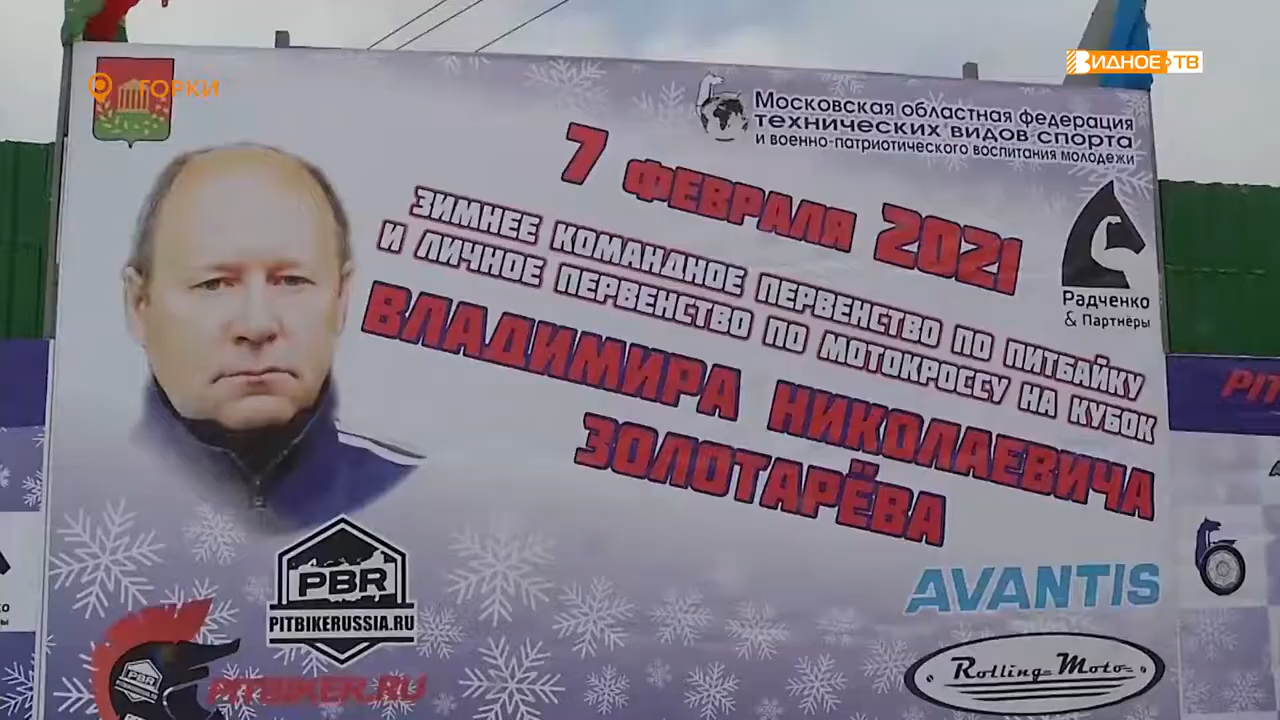 ГОРКИ
ВИДНОЕ ТВ
Московская областная федерация
технических видов спорта
и военно-патриотического воспитания молодежи
7 ФЕВРАЛЯ 2021
ЗИМНЕЕ КОМАНДНОЕ ПЕРВЕНСТВО ПО ПИТБАЙКУ
И ЛИЧНОЕ ПЕРВЕНСТВО ПО МОТОКРОССУ НА КУБОК
ВЛАДИМИРА НИКОЛАЕВИЧА
ЗОЛОТАРЁВА
Радченко
& Партнёры
PBR
PITBIKERUSSIA.RU
PBR
PITBIKER.RU
AVANTIS
Rolling Moto